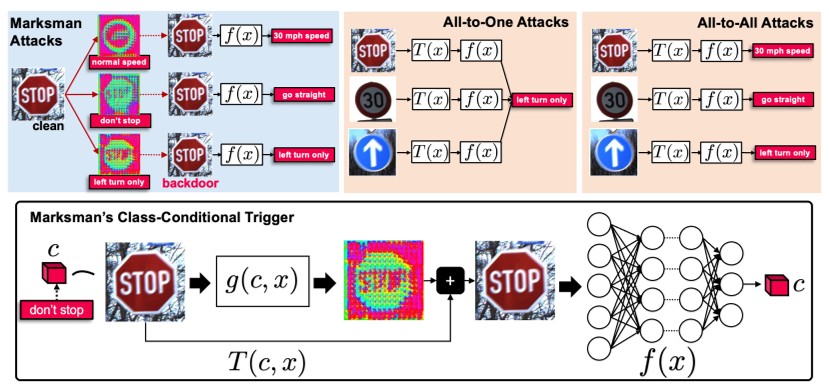 Marksman
Attacks
STOP
clean
normal speed
don't stop
left turn only
STOP
f(x)
30 mph speed
STOP
f(x)
go straight
STOP
f(x)
left turn only
backdoor
All-to-One Attacks
STOP
T(x)
f(x)
30
T(x)
f(x)
left turn only
T(x)
f(x)
All-to-All Attacks
STOP
T(x)
f(x)
30 mph speed
30
T(x)
f(x)
go straight
T(x)
f(x)
left turn only
Marksman's Class-Conditional Trigger
c
don't stop
STOP
g(c, x)
STOP
+
STOP
T(c, x)
f(x)
c